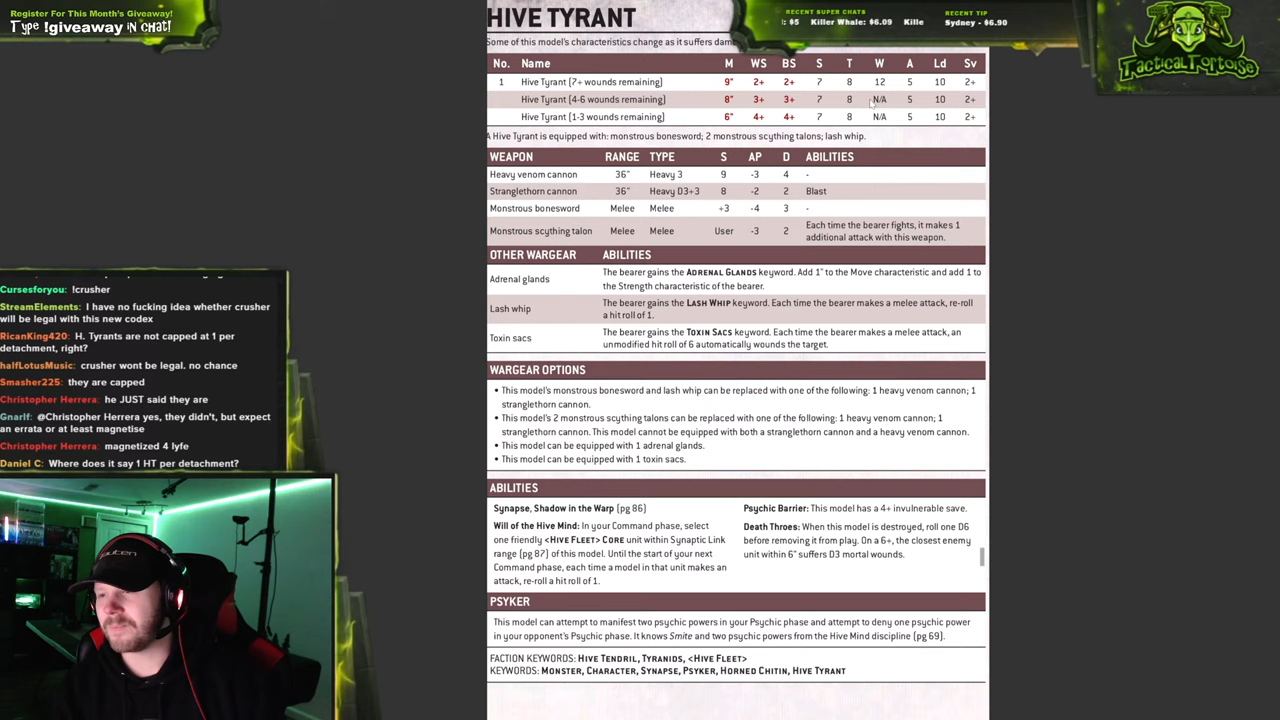 Register For This Month's Giveaway!
Type !giveaway in chat!
RECENT SUPER CHATS
: $5 Killer Whale: $6.09 Kille
RECENT TIP
Sydney - $6.90
TACTICALTORTOISE
HIVE TYRANT
Some of this model's characteristics change as it suffers dam
No. Name M WS BS S T W A Ld Sv
1 Hive Tyrant (7+ wounds remaining) 9" 2+ 2+ 7 8 12 5 10 2+
Hive Tyrant (4-6 wounds remaining) 8" 3+ 3+ 7 8 N/A 5 10 2+
Hive Tyrant (1-3 wounds remaining) 6" 4+ 4+ 7 8 N/A 5 10 2+
A Hive Tyrant is equipped with: monstrous bonesword; 2 monstrous scything talons; lash whip.
WEAPON RANGE TYPE S AP D ABILITIES
Heavy venom cannon 36" Heavy 3 9 -3 4 -
Stranglethorn cannon 36" Heavy D3+3 8 -2 2 Blast
Monstrous bonesword Melee Melee +3 -4 3 -
Monstrous scything talon Melee Melee User -3 2 Each time the bearer fights, it makes 1
additional attack with this weapon.
OTHER WARGEAR ABILITIES
Adrenal glands The bearer gains the ADRENAL GLANDS keyword. Add 1" to the Move characteristic and add 1 to
the Strength characteristic of the bearer.
Lash whip The bearer gains the LASH WHIP keyword. Each time the bearer makes a melee attack, re-roll
a hit roll of 1.
Toxin sacs The bearer gains the TOXIN SACS keyword. Each time the bearer makes a melee attack, an
unmodified hit roll of 6 automatically wounds the target.
WARGEAR OPTIONS
• This model's monstrous bonesword and lash whip can be replaced with one of the following: 1 heavy venom cannon; 1
stranglethorn cannon.
• This model's 2 monstrous scything talons can be replaced with one of the following: 1 heavy venom cannon; 1
stranglethorn cannon. This model cannot be equipped with both a stranglethorn cannon and a heavy venom cannon.
• This model can be equipped with 1 adrenal glands.
• This model can be equipped with 1 toxin sacs.
ABILITIES
Synapse, Shadow in the Warp (pg 86)
Will of the Hive Mind: In your Command phase, select
one friendly <HIVE FLEET> CORE unit within Synaptic Link
range (pg 87) of this model. Until the start of your next
Command phase, each time a model in that unit makes an
attack, re-roll a hit roll of 1.
Psychic Barrier: This model has a 4+ invulnerable save.
Death Throes: When this model is destroyed, roll one D6
before removing it from play. On a 6+, the closest enemy
unit within 6" suffers D3 mortal wounds.
PSYKER
This model can attempt to manifest two psychic powers in your Psychic phase and attempt to deny one psychic power
in your opponent's Psychic phase. It knows Smite and two psychic powers from the Hive Mind discipline (pg 69).
FACTION KEYWORDS: HIVE TENDRIL, TYRANIDS, <HIVE FLEET>
KEYWORDS: MONSTER, CHARACTER, SYNAPSE, PSYKER, HORNED CHITIN, HIVE TYRANT
Cursesforyou: !crusher
StreamElements: I have no fucking idea whether crusher
will be legal with this new codex
RicanKing420: H. Tyrants are not capped at 1 per
detachment, right?
halfLotusMusic: crusher wont be legal. no chance
Smasher225: they are capped
Christopher Herrera: he JUST said they are
Gnarlf: @Christopher Herrera yes, they didn't, but expect
an errata or at least magnetise
Christopher Herrera: magnetized 4 lyfe
Daniel C: Where does it say 1 HT per detachment?